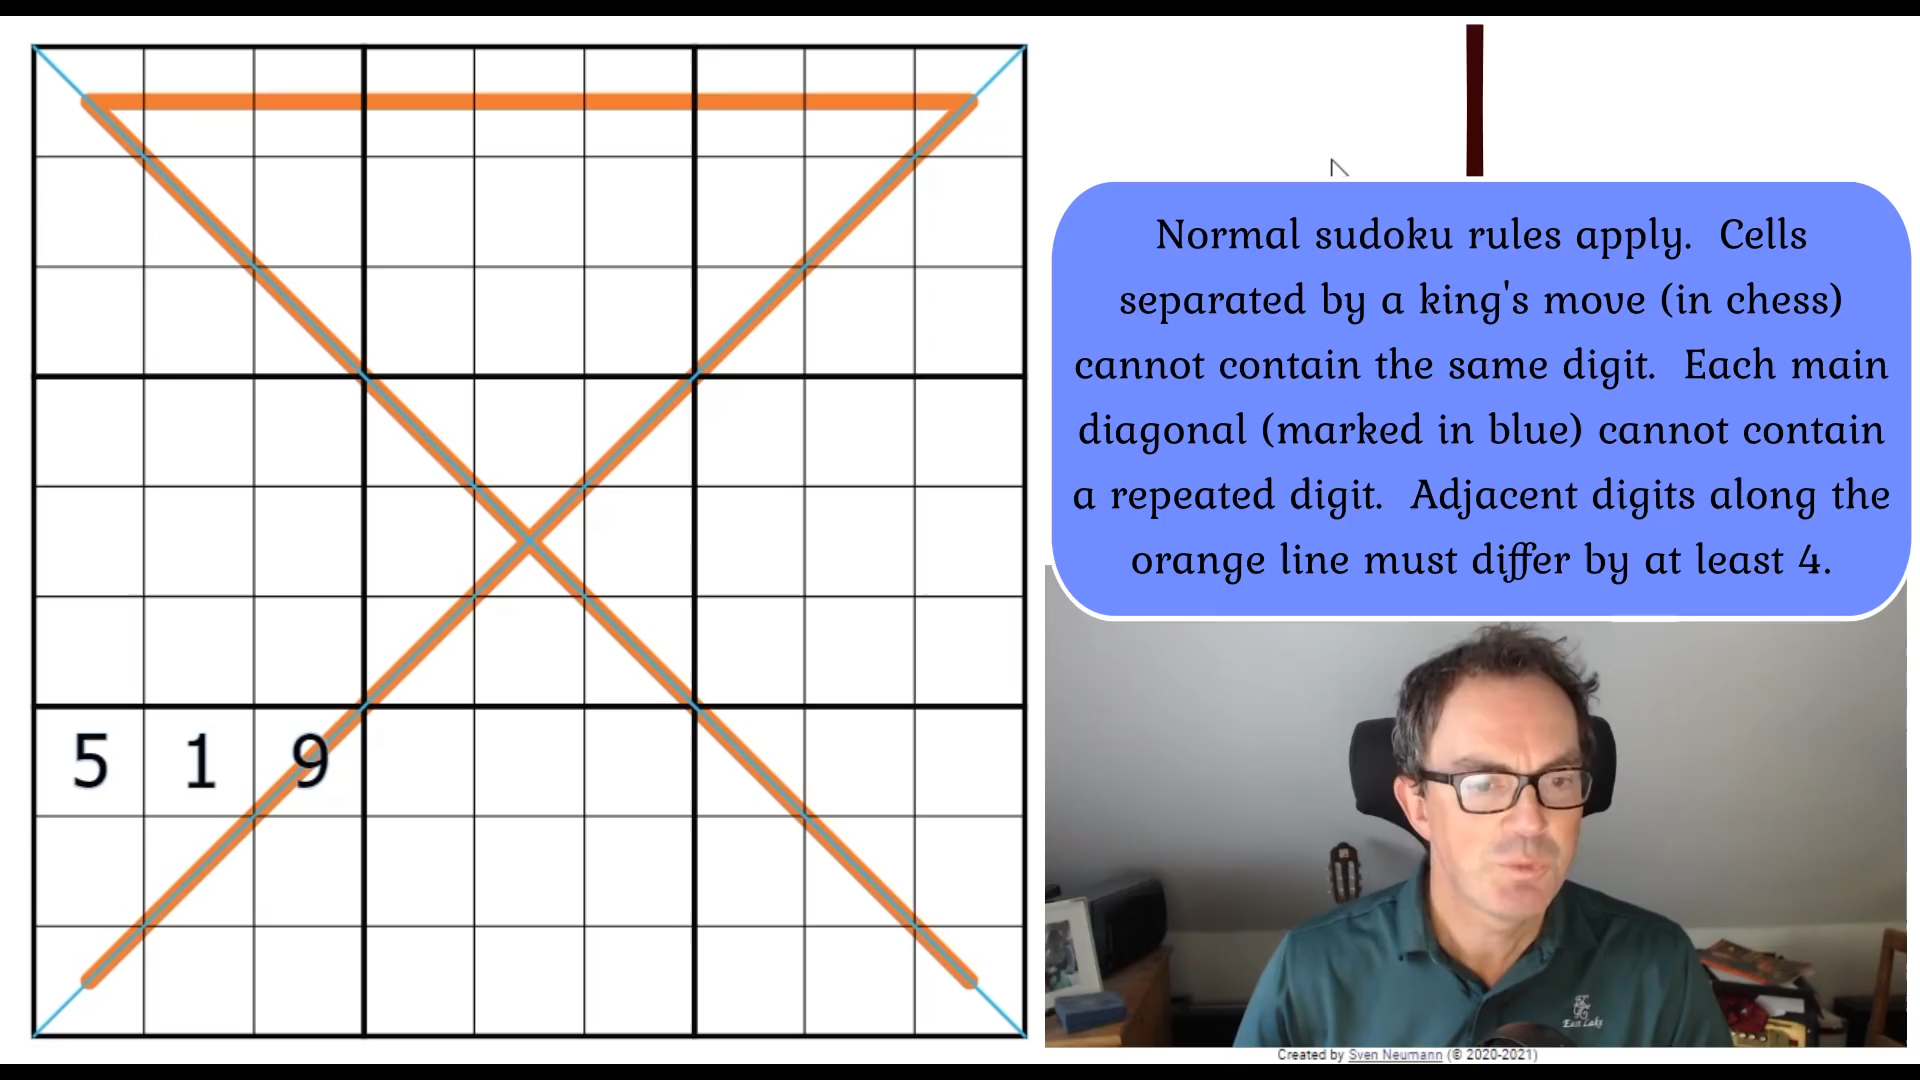 Normal sudoku rules apply. Cells
separated by a king's move (in chess)
cannot contain the same digit. Each main
diagonal (marked in blue) cannot contain
a repeated digit. Adjacent digits along the
orange line must differ by at least 4.
5 1 9
East Lake
Created by Sven Neumann (© 2020-2021)